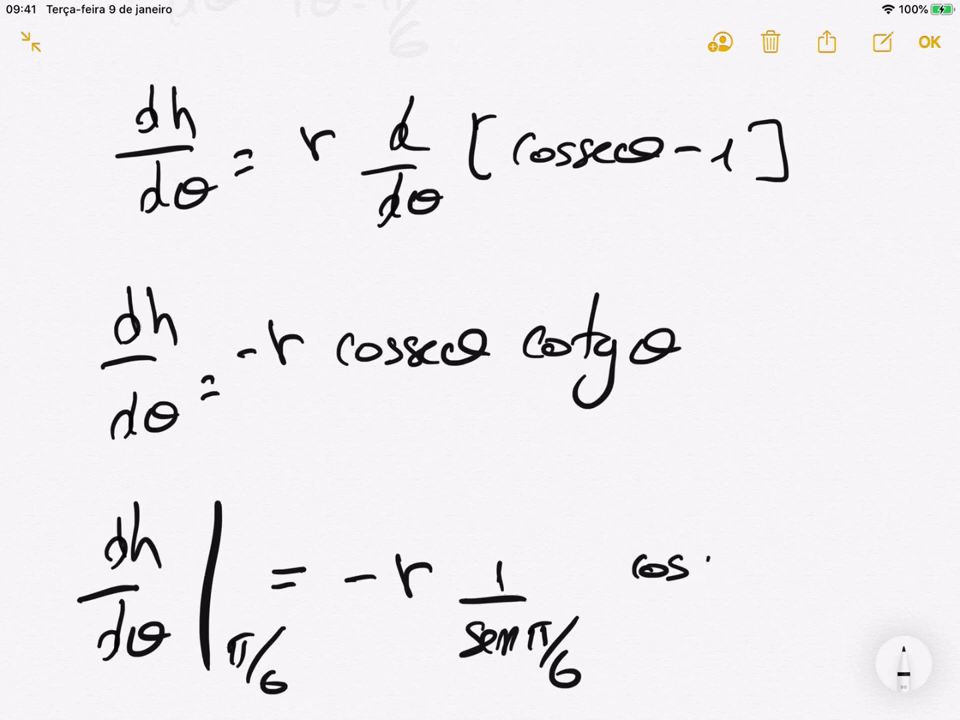 09:41 Terça-feira 9 de janeiro 100%
OK
dh/dθ = r d/dθ [cossecθ - 1]
dh/dθ = -r cossecθ cotgθ
dh/dθ | π/6 = - r 1/sen π/6 cos